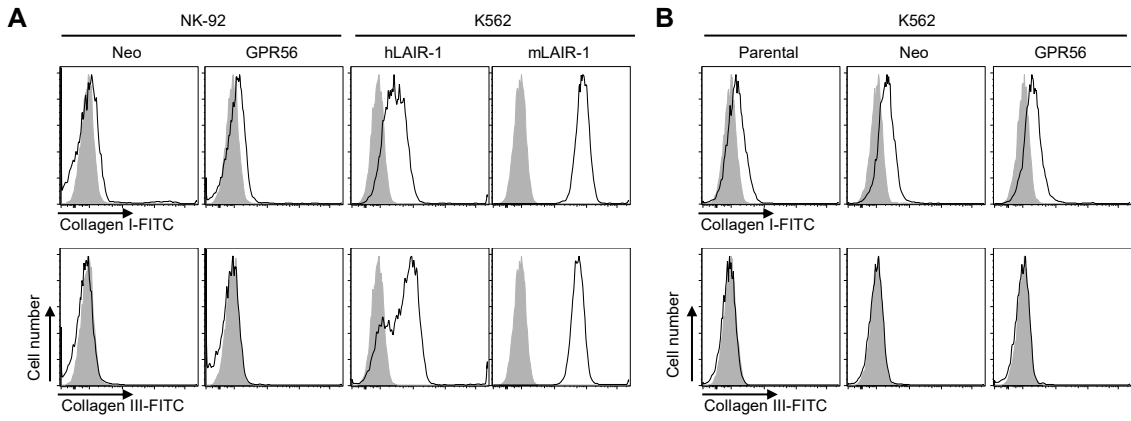 A
B
NK-92
K562
K562
Neo
GPR56
hLAIR-1
mLAIR-1
Parental
Neo
GPR56
Collagen I-FITC
Collagen I-FITC
Cell number
Cell number
Collagen III-FITC
Collagen III-FITC